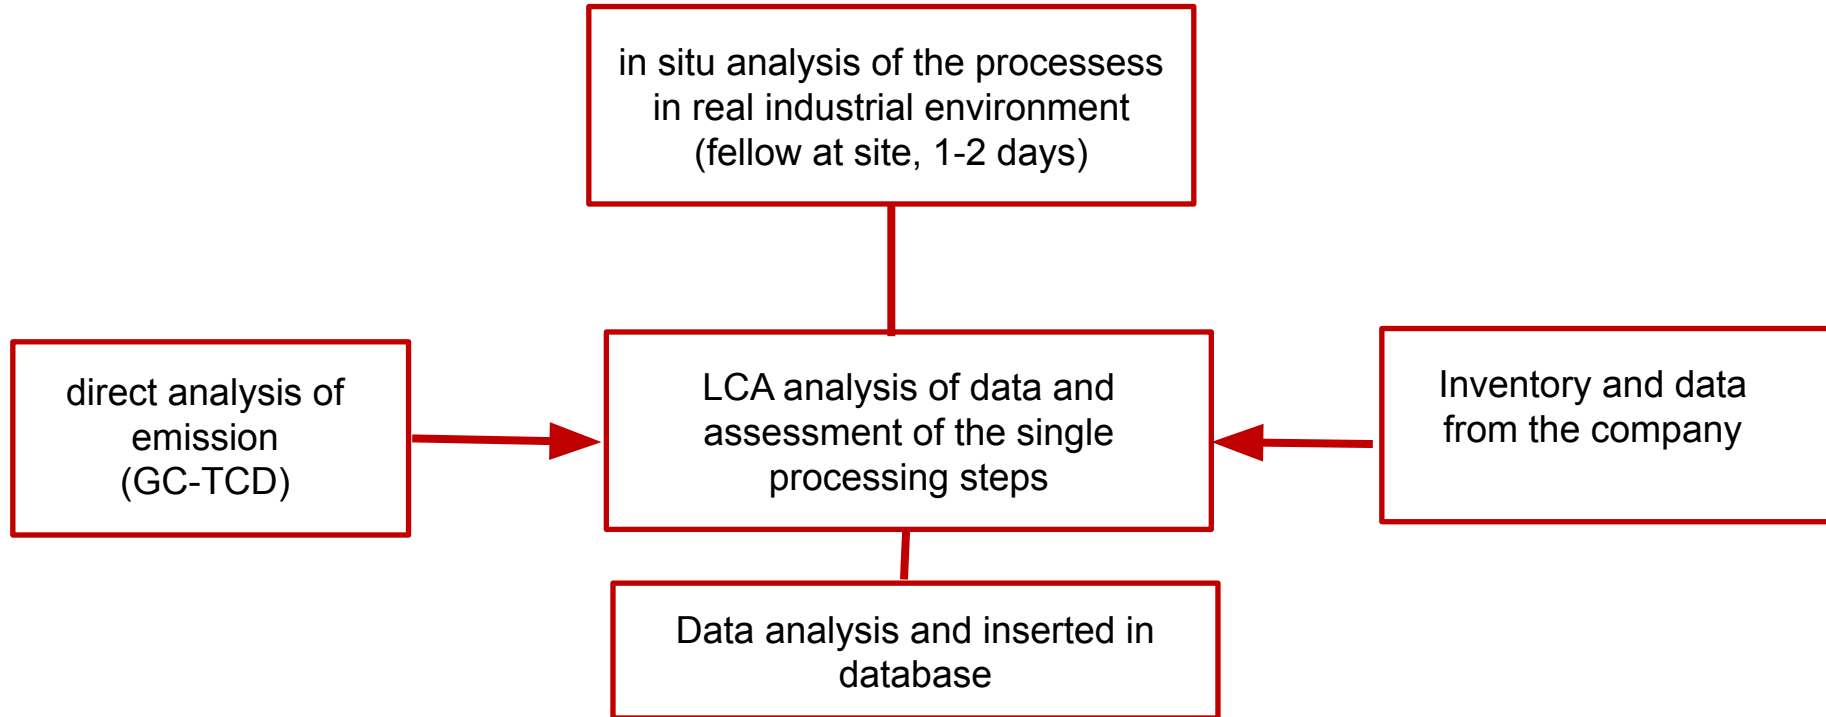 in situ analysis of the processess
in real industrial environment
(fellow at site, 1-2 days)
direct analysis of
emission
(GC-TCD)
LCA analysis of data and
assessment of the single
processing steps
Inventory and data
from the company
Data analysis and inserted in
database